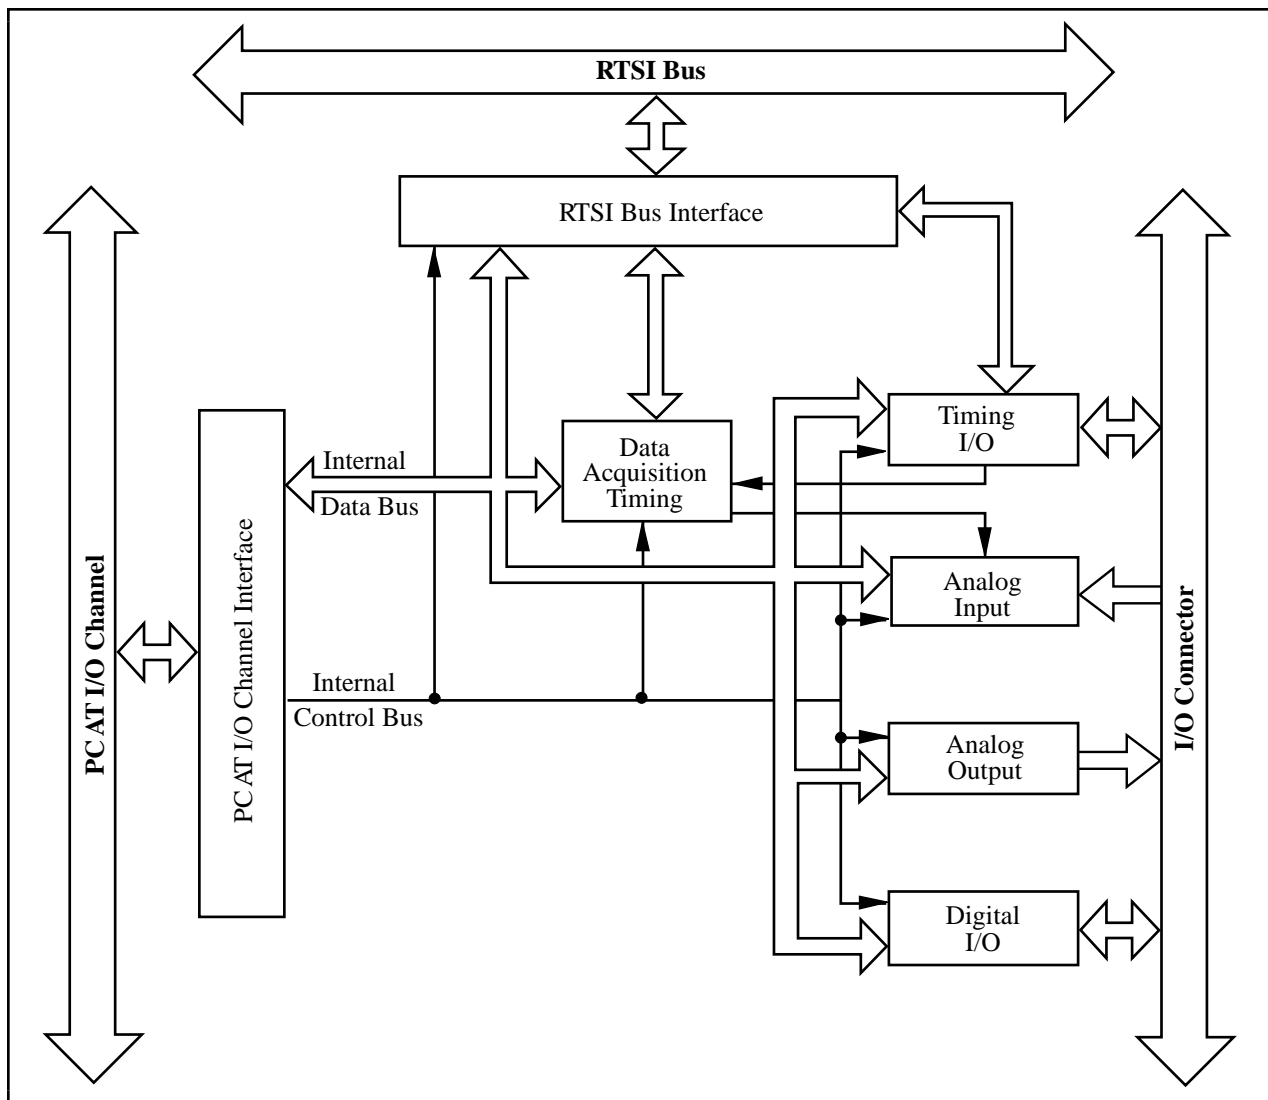 RTSI Bus
RTSI Bus Interface
Timing
I/O
Data
Acquisition
Timing
Internal
Data Bus
Analog
Input
Internal
Control Bus
Analog
Output
Digital
I/O
PC AT I/O Channel
PC AT I/O Channel Interface
I/O Connector